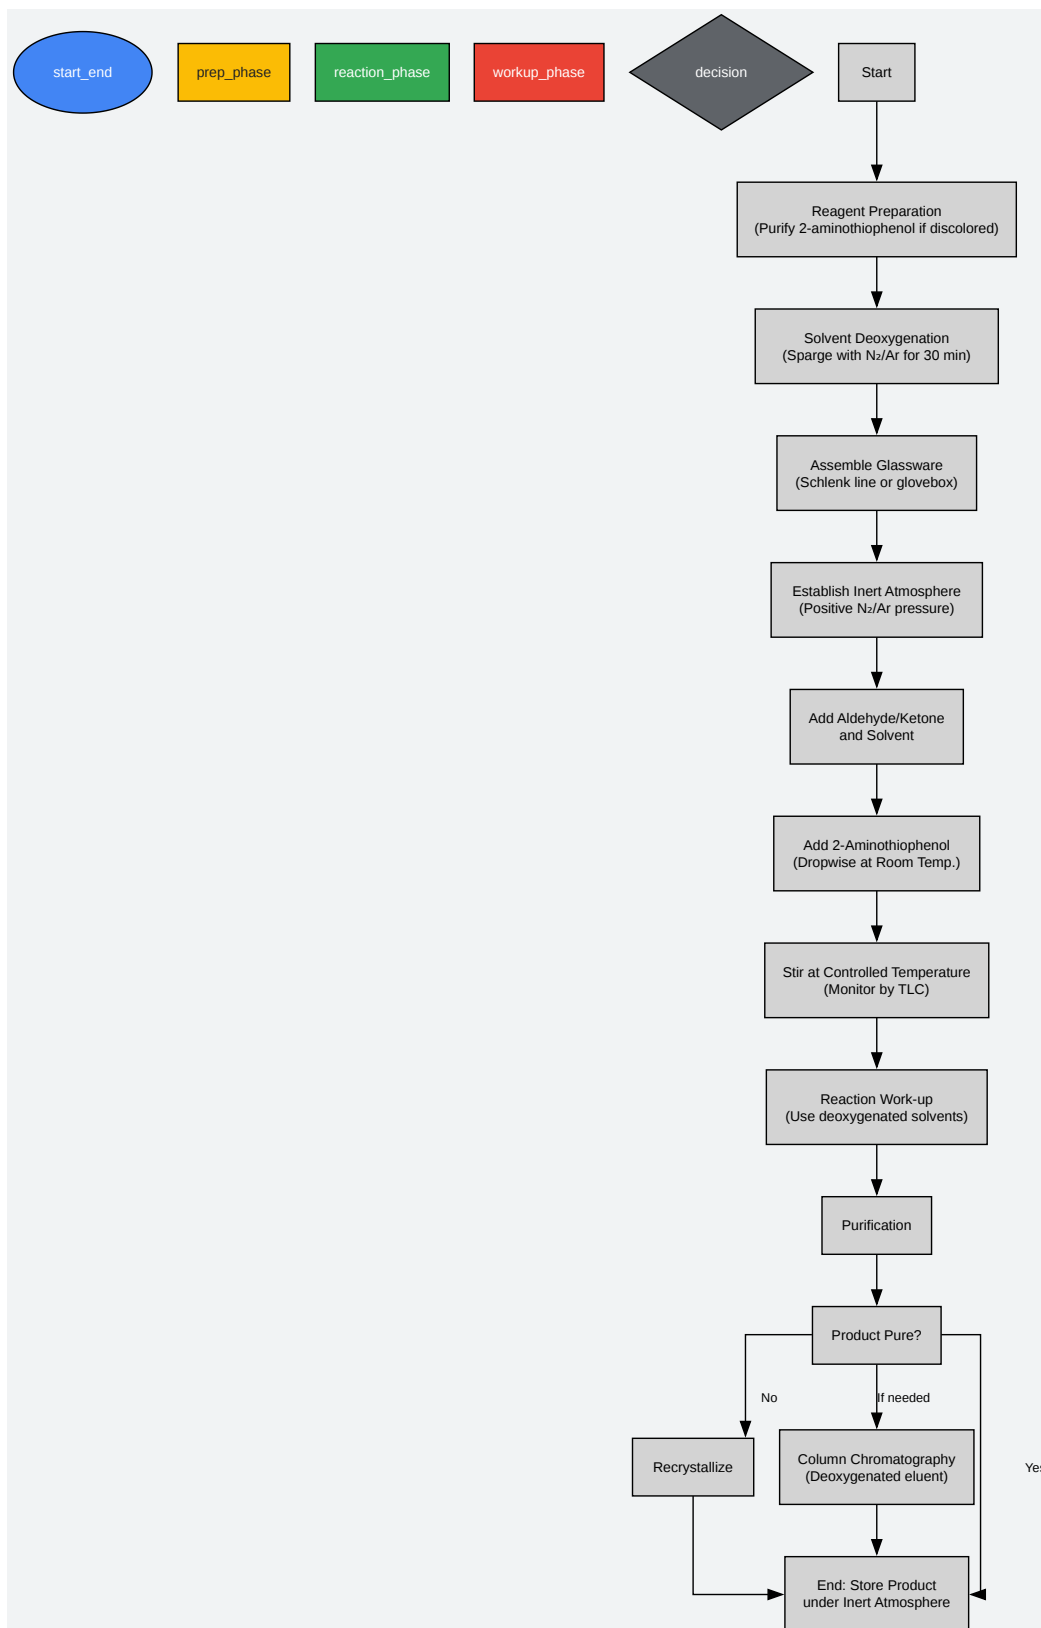 start_end
prep_phase
reaction_phase
workup_phase
decision
Start
Reagent Preparation
(Purify 2-aminothiophenol if discolored)
Solvent Deoxygenation
(Sparge with N₂/Ar for 30 min)
Assemble Glassware
(Schlenk line or glovebox)
Establish Inert Atmosphere
(Positive N₂/Ar pressure)
Add Aldehyde/Ketone
and Solvent
Add 2-Aminothiophenol
(Dropwise at Room Temp.)
Stir at Controlled Temperature
(Monitor by TLC)
Reaction Work-up
(Use deoxygenated solvents)
Purification
Product Pure?
No
If needed
Recrystallize
Column Chromatography
(Deoxygenated eluent)
Yes
End: Store Product
under Inert Atmosphere